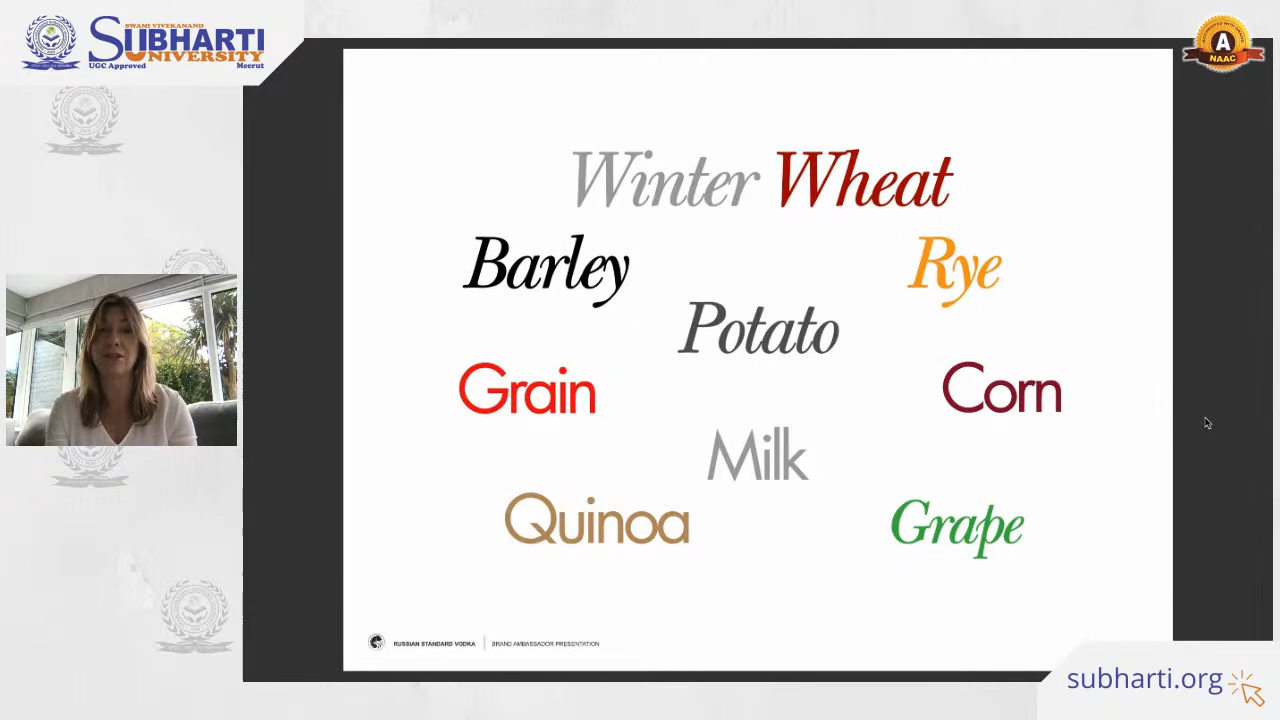 SWAMI VIVEKANAND
SUBHARTI
UNIVERSITY
UGC Approved Meerut
A
NAAC
Winter Wheat
Barley Rye
Potato
Grain Corn
Milk
Quinoa Grape
RUSSIAN STANDARD VODKA BRAND AMBASSADOR PRESENTATION
subharti.org